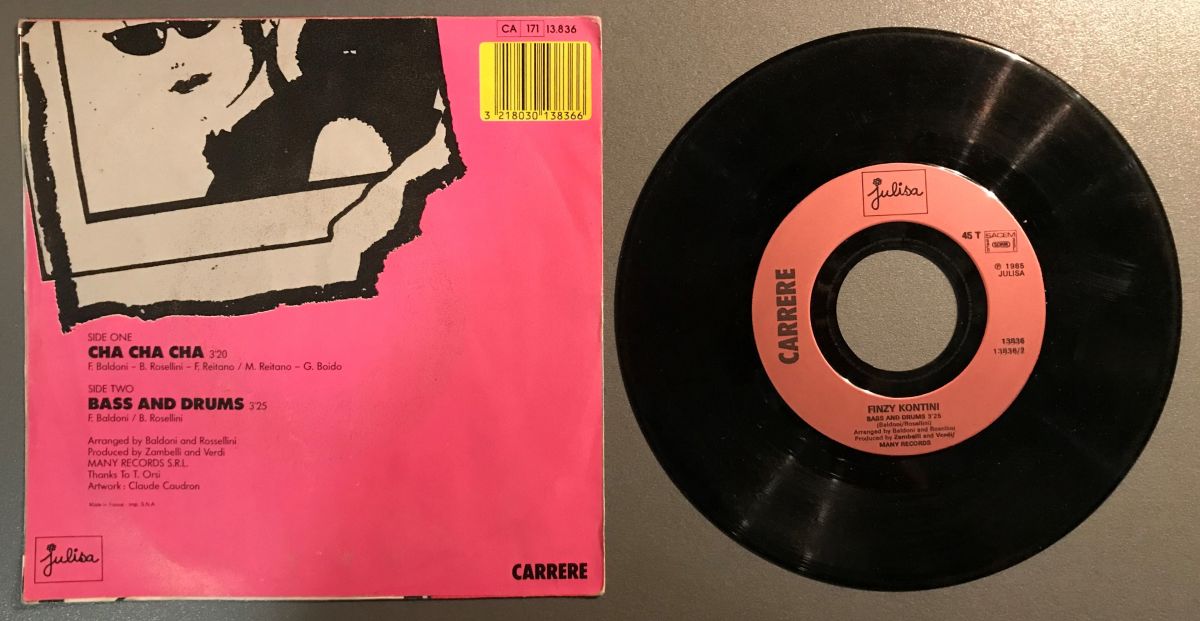 CA 171 13.836
3 218030 138366
SIDE ONE
CHA CHA CHA 3'20
F. Baldoni - B. Rosellini - F. Reitano / M. Reitano - G. Boido
SIDE TWO
BASS AND DRUMS 3'25
F. Baldoni / B. Rosellini
Arranged by Baldoni and Rossellini
Produced by Zambelli and Verdi
MANY RECORDS S.R.L.
Thanks To T. Orsi
Artwork : Claude Caudron
Made in France - imp. S.N.A.
julisa
CARRERE
julisa
45 T
SACEM
℗ 1985
JULISA
CARRERE
13836
13836/2
FINZY KONTINI
BASS AND DRUMS 3'25
(Baldoni/Rosellini)
Arranged by Baldoni and
Produced by Zambelli and Verdi
MANY RECORDS